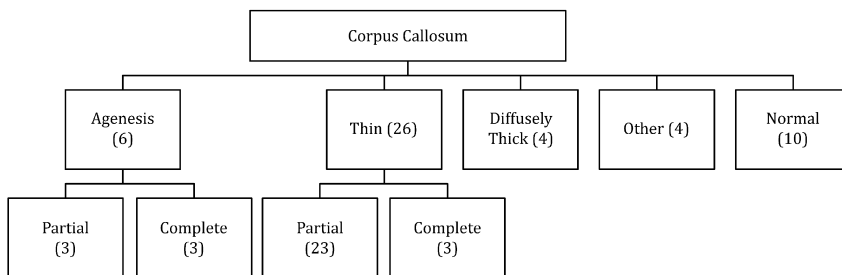 Corpus Callosum
Agenesis
(6)
Thin (26)
Diffusely
Thick (4)
Other (4)
Normal
(10)
Partial
(3)
Complete
(3)
Partial
(23)
Complete
(3)